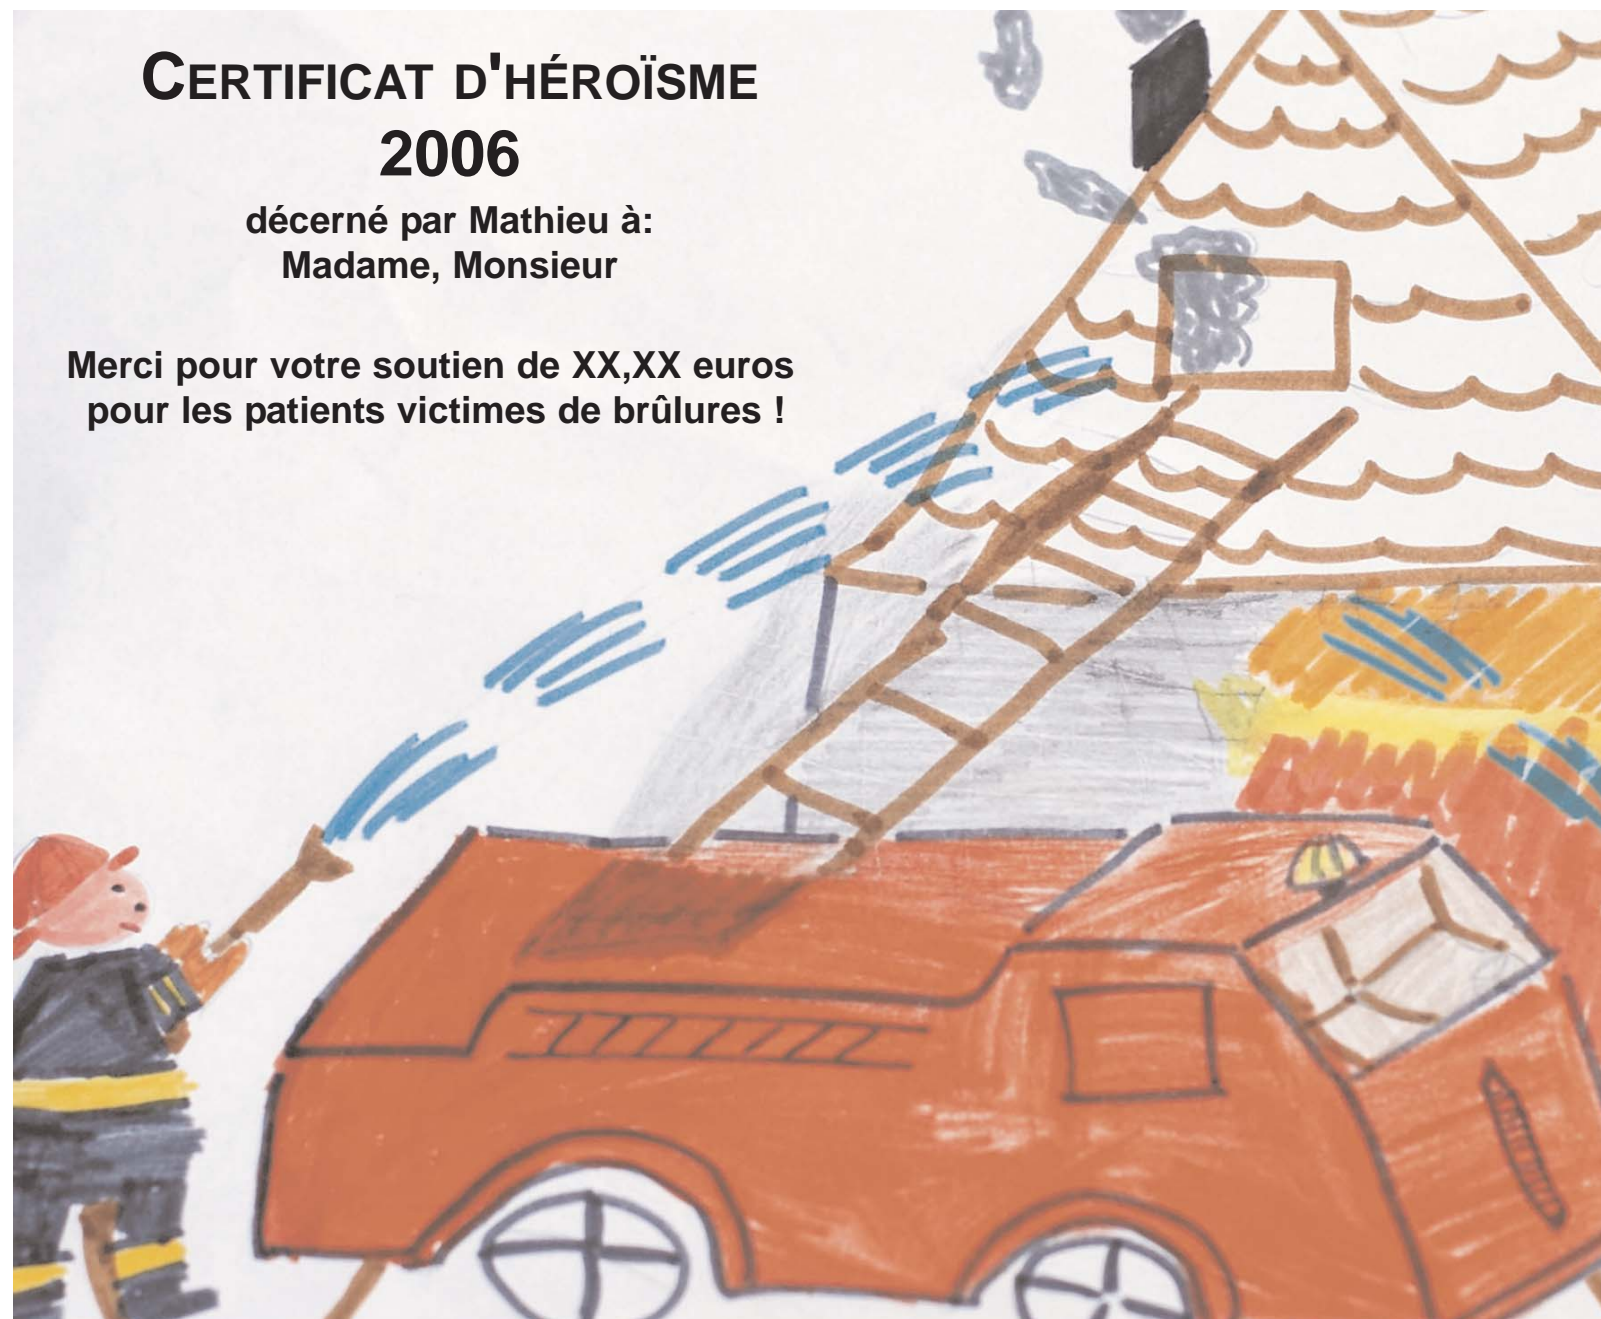 CERTIFICAT D'HÉROÏSME
2006
décerné par Mathieu à:
Madame, Monsieur
Merci pour votre soutien de XX,XX euros
pour les patients victimes de brûlures !